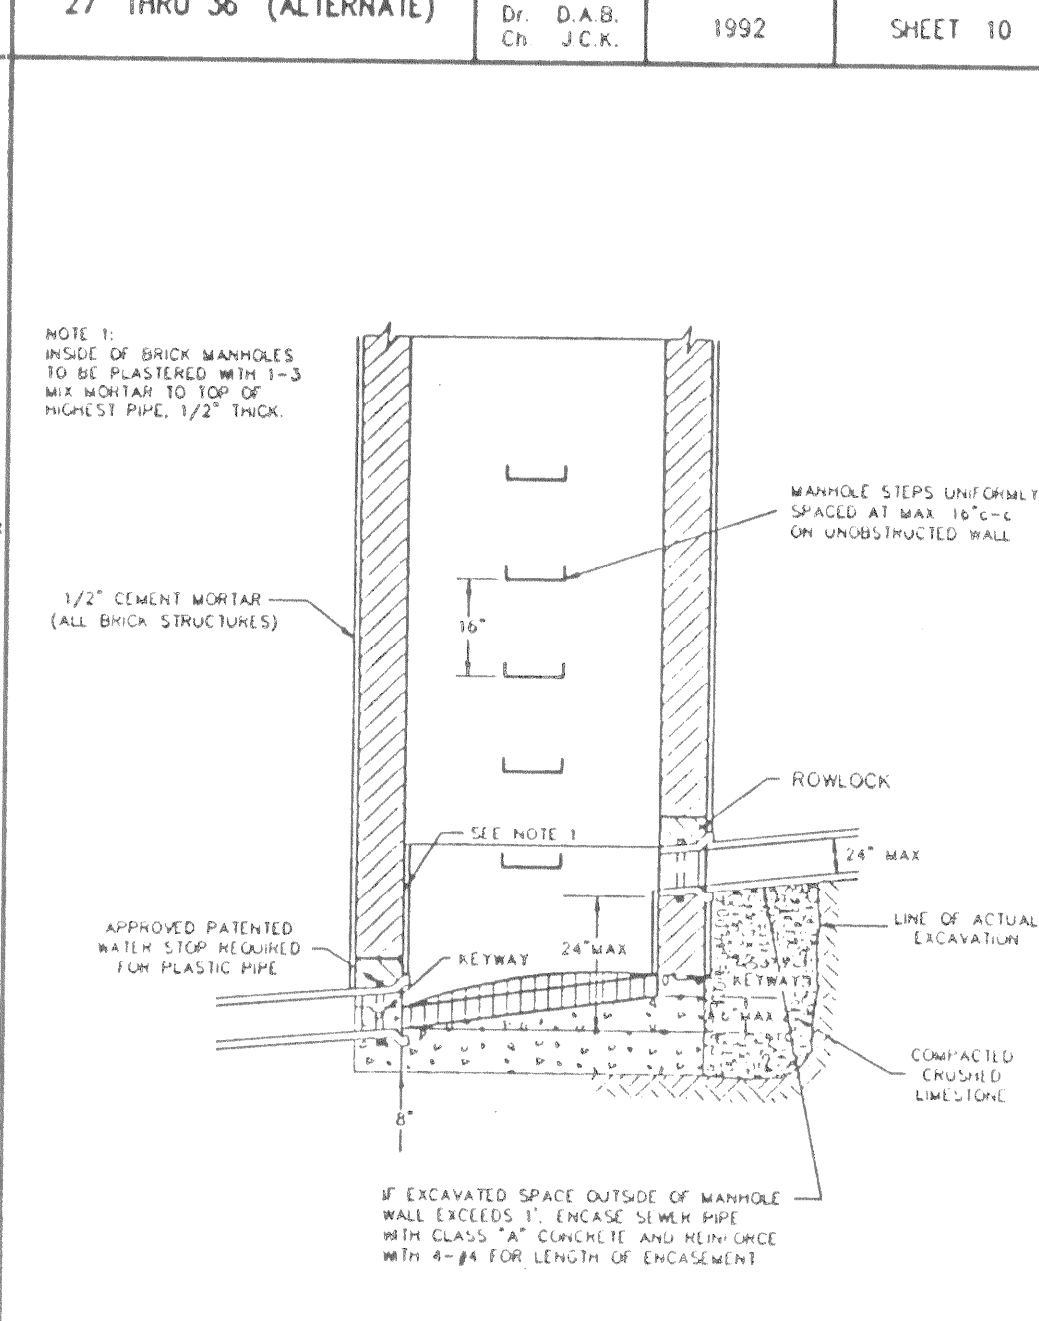 27" THRU 36" (ALTERNATE)
Dr. D.A.B.
Ch J.C.K.
1992
SHEET 10
NOTE 1:
INSIDE OF BRICK MANHOLES
TO BE PLASTERED WITH 1-3
MIX MORTAR TO TOP OF
HIGHEST PIPE, 1/2" THICK.
MANHOLE STEPS UNIFORMLY
SPACED AT MAX 16"c-c
ON UNOBSTRUCTED WALL
1/2" CEMENT MORTAR
(ALL BRICK STRUCTURES)
16"
ROWLOCK
SEE NOTE 1
24" MAX
APPROVED PATENTED
WATER STOP REQUIRED
FOR PLASTIC PIPE
KEYWAY
24"MAX
LINE OF ACTUAL
EXCAVATION
KEYWAY
MAX
COMPACTED
CRUSHED
LIMESTONE
8"
IF EXCAVATED SPACE OUTSIDE OF MANHOLE
WALL EXCEEDS 1', ENCASE SEWER PIPE
WITH CLASS "A" CONCRETE AND REINFORCE
WITH 4-#4 FOR LENGTH OF ENCASEMENT